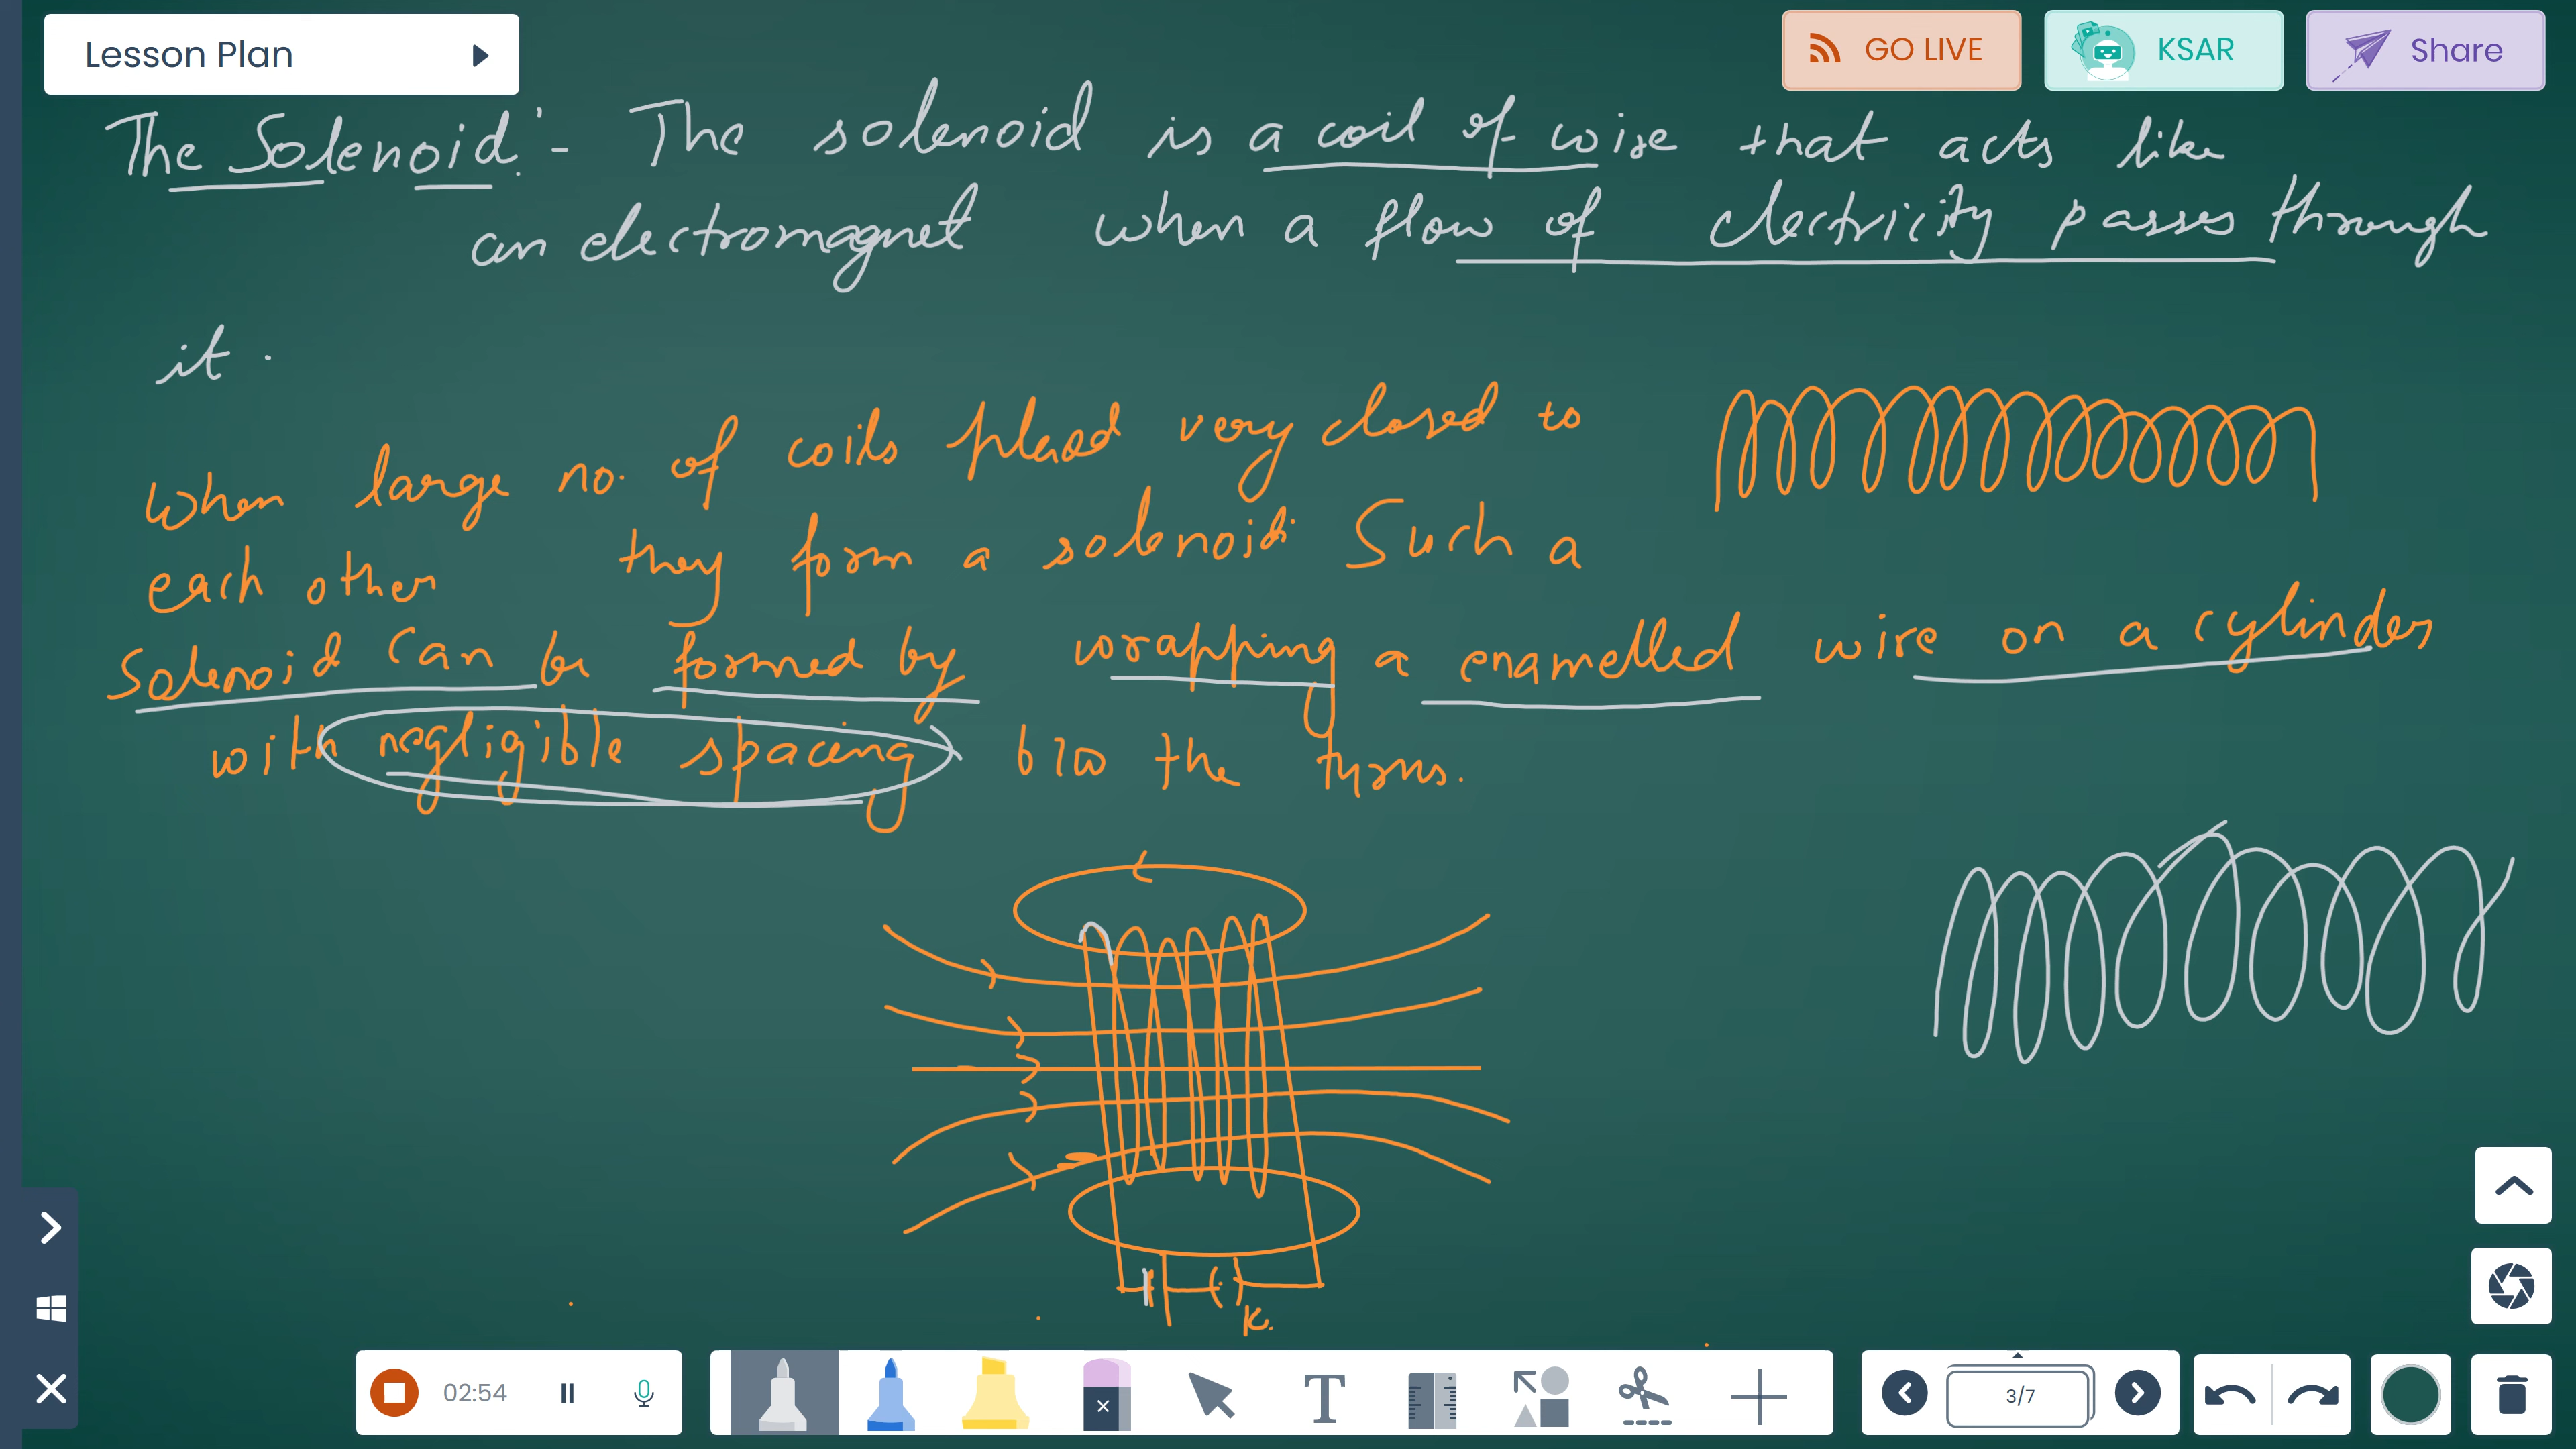 Lesson Plan
GO LIVE
KSAR
Share
The Solenoid :- The solenoid is a coil of wire that acts like
an electromagnet when a flow of electricity passes through
it.
When large no. of coils placed very closed to
each other they form a solenoid. Such a
Solenoid can be formed by wrapping a enamelled wire on a cylinder
with negligible spacing b/w the turns.
K.
02:54
T
3/7